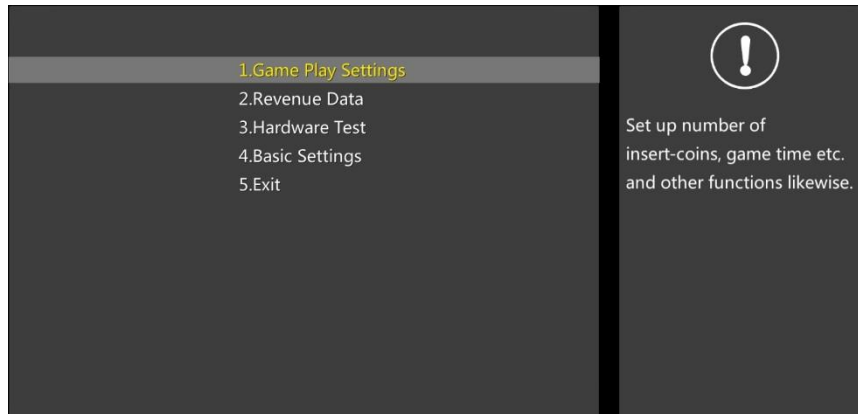 1.Game Play Settings
2.Revenue Data
3.Hardware Test
4.Basic Settings
5.Exit
Set up number of
insert-coins, game time etc.
and other functions likewise.